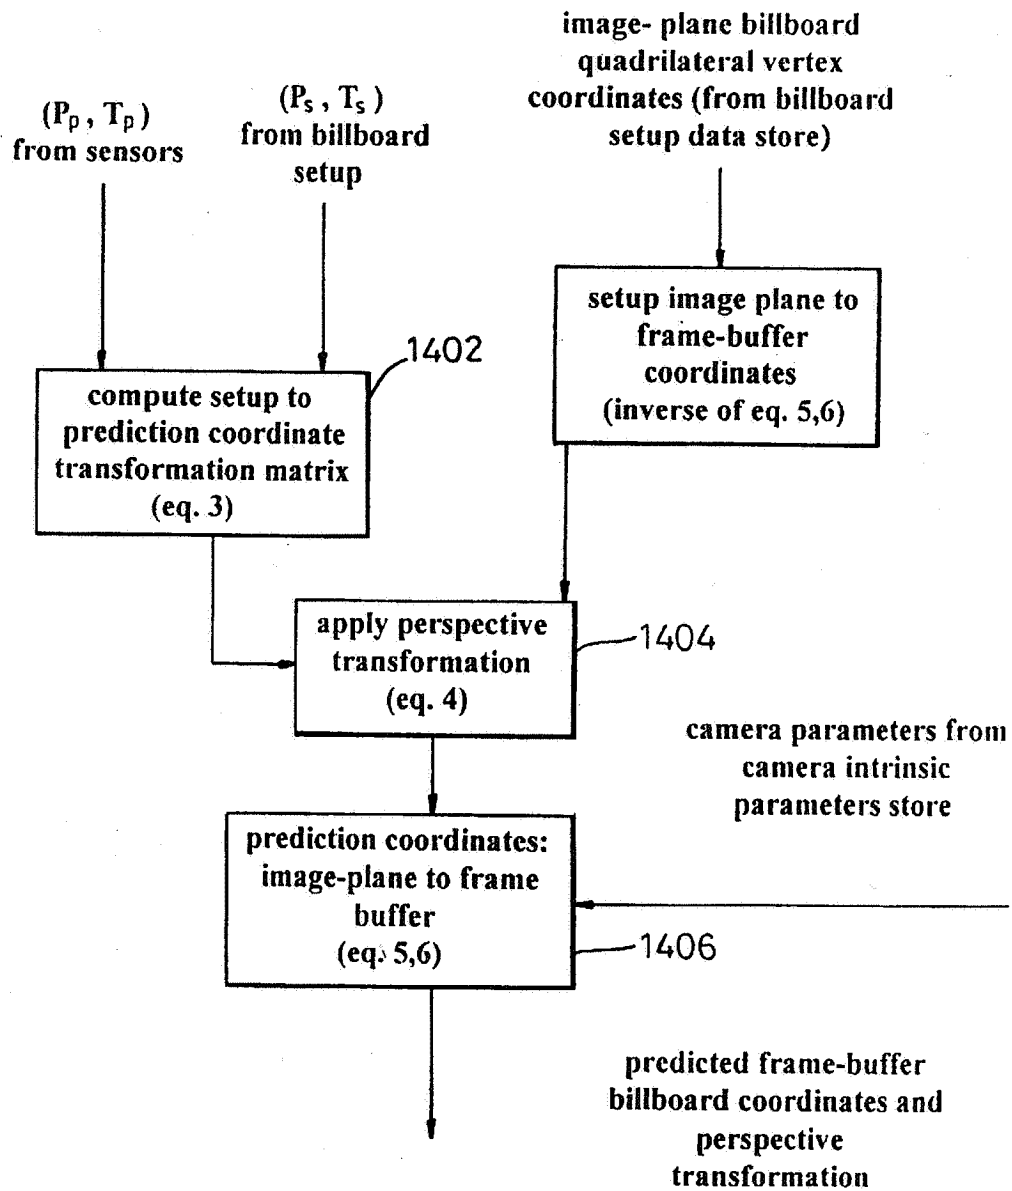 image- plane billboard
quadrilateral vertex
coordinates (from billboard
setup data store)
(Pₚ, Tₚ)
from sensors
(Pₛ, Tₛ)
from billboard
setup
setup image plane to
frame-buffer
coordinates
(inverse of eq. 5,6)
1402
compute setup to
prediction coordinate
transformation matrix
(eq. 3)
apply perspective
transformation
(eq. 4)
1404
camera parameters from
camera intrinsic
parameters store
prediction coordinates:
image-plane to frame
buffer
(eq. 5,6)
1406
predicted frame-buffer
billboard coordinates and
perspective
transformation